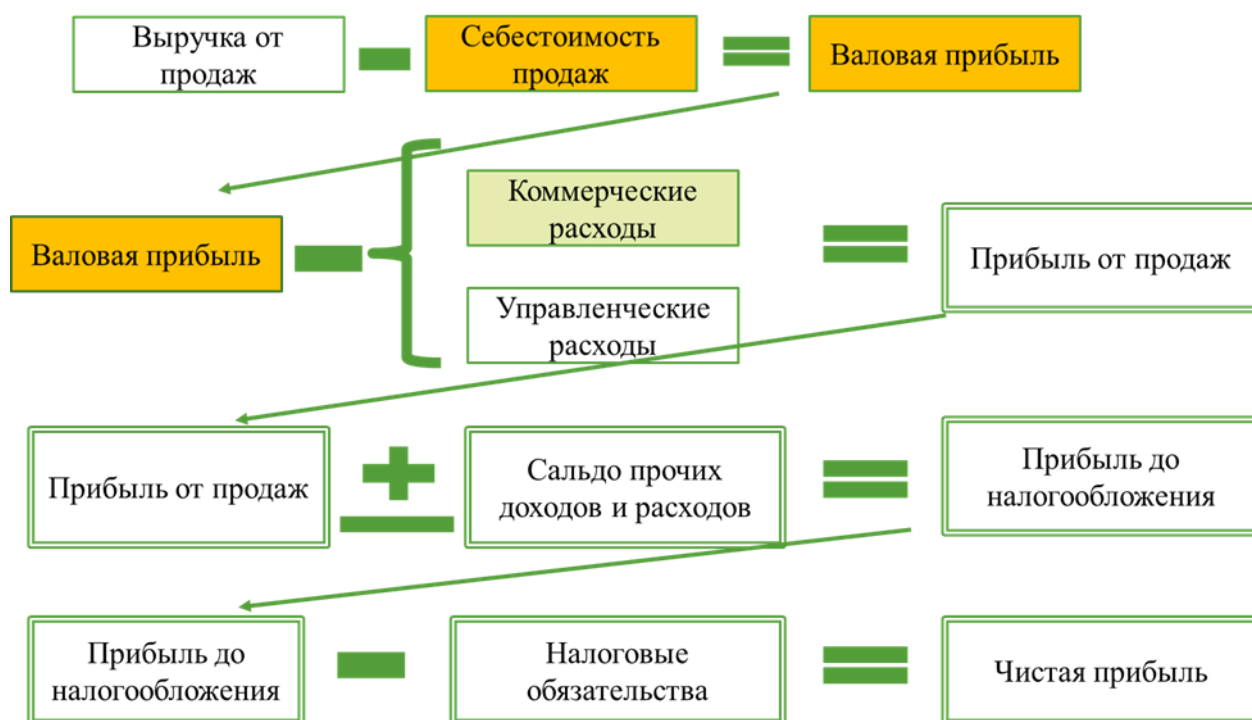 Выручка от
продаж
Себестоимость
продаж
Валовая прибыль
Валовая прибыль
Коммерческие
расходы
Управленческие
расходы
Прибыль от продаж
Прибыль от продаж
Сальдо прочих
доходов и расходов
Прибыль до
налогообложения
Прибыль до
налогообложения
Налоговые
обязательства
Чистая прибыль